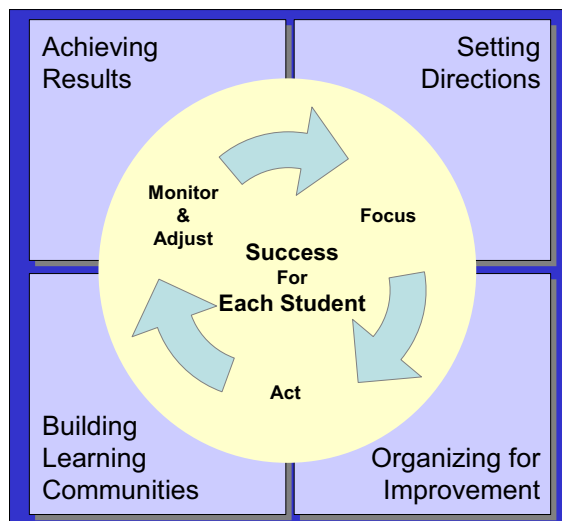 Achieving
Results
Setting
Directions
Monitor
&
Adjust
Focus
Success
For
Each Student
Act
Building
Learning
Communities
Organizing for
Improvement